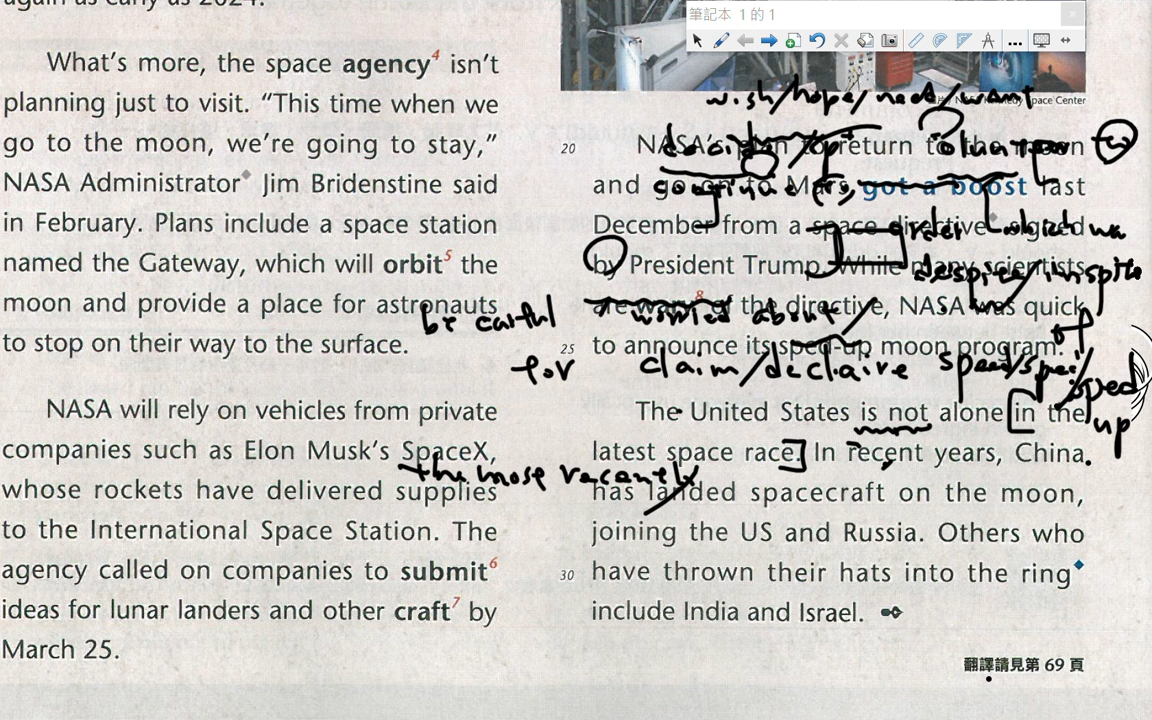 again as early as 2024.
What's more, the space agency4 isn't
planning just to visit. “This time when we
go to the moon, we're going to stay,”
NASA Administrator◆ Jim Bridenstine said
in February. Plans include a space station
named the Gateway, which will orbit5 the
moon and provide a place for astronauts
to stop on their way to the surface.
NASA will rely on vehicles from private
companies such as Elon Musk's SpaceX,
whose rockets have delivered supplies
to the International Space Station. The
agency called on companies to submit6
ideas for lunar landers and other craft7 by
March 25.
筆記本 1 的 1
Space Center
wish/hope/need/want
20 NASA's plan to return to the moon
and go on to Mars, got a boost last
December from a space directive◆ signed
by President Trump. While many scientists
are wary8 of the directive, NASA was quick
25 to announce its sped-up moon program.
order
despite/in spite
of
be careful
worried about/
for
claim/declaire
speed/sped/sped
up
The United States is not alone in the
latest space race. In recent years, China
the most recently
has landed spacecraft on the moon,
joining the US and Russia. Others who
30 have thrown their hats into the ring◆
include India and Israel.
翻譯請見第 69 頁